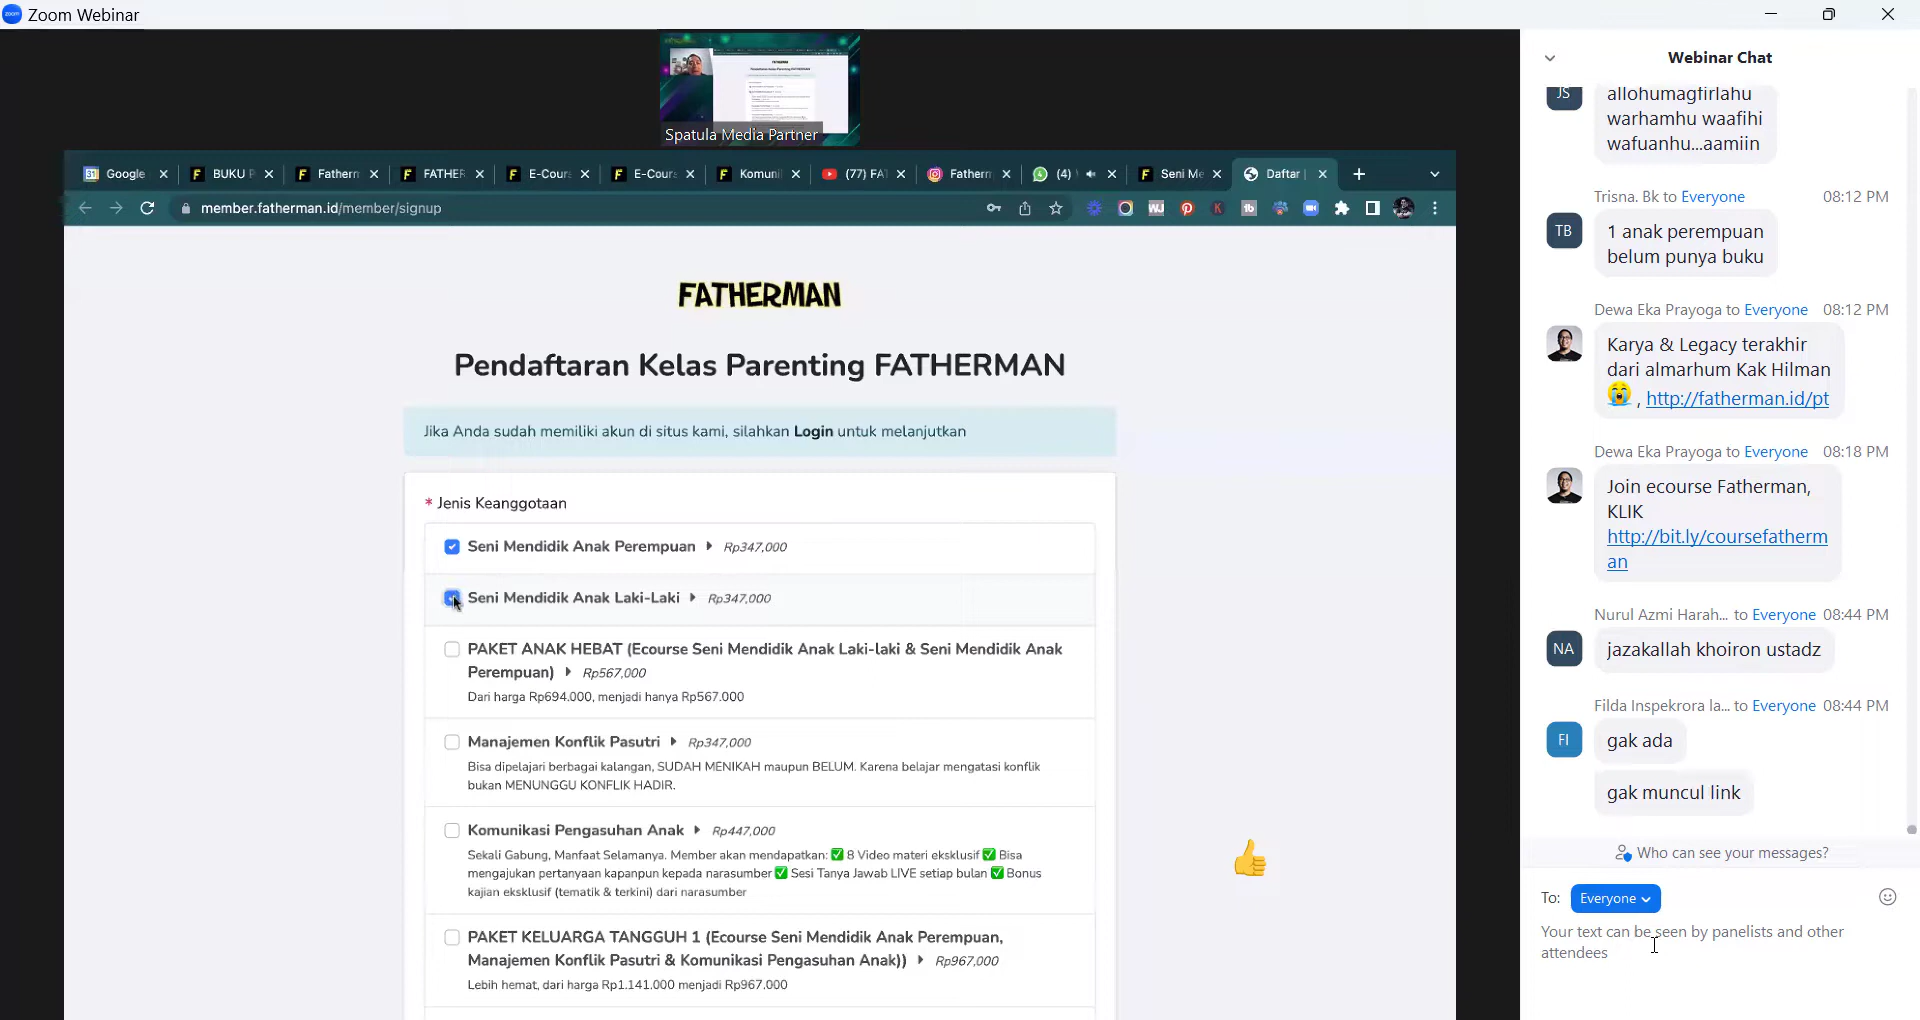 Zoom Webinar
Spatula Media Partner
Google
BUKU P
Fatherm
FATHER
E-Cour
E-Cour
Komuni
(77) FA
Fatherm
(4)
Seni Me
Daftar |
member.fatherman.id/member/signup
FATHERMAN
Pendaftaran Kelas Parenting FATHERMAN
Jika Anda sudah memiliki akun di situs kami, silahkan Login untuk melanjutkan
* Jenis Keanggotaan
Seni Mendidik Anak Perempuan Rp347,000
Seni Mendidik Anak Laki-Laki Rp347,000
PAKET ANAK HEBAT (Ecourse Seni Mendidik Anak Laki-laki & Seni Mendidik Anak
Perempuan) Rp567,000
Dari harga Rp694.000, menjadi hanya Rp567.000
Manajemen Konflik Pasutri Rp347,000
Bisa dipelajari berbagai kalangan, SUDAH MENIKAH maupun BELUM. Karena belajar mengatasi konflik
bukan MENUNGGU KONFLIK HADIR.
Komunikasi Pengasuhan Anak Rp447,000
Sekali Gabung, Manfaat Selamanya. Member akan mendapatkan: ✅ 8 Video materi eksklusif ✅ Bisa
mengajukan pertanyaan kapanpun kepada narasumber ✅ Sesi Tanya Jawab LIVE setiap bulan ✅ Bonus
kajian eksklusif (tematik & terkini) dari narasumber
PAKET KELUARGA TANGGUH 1 (Ecourse Seni Mendidik Anak Perempuan,
Manajemen Konflik Pasutri & Komunikasi Pengasuhan Anak)) Rp967,000
Lebih hemat, dari harga Rp1.141.000 menjadi Rp967.000
Webinar Chat
JS
allohumagfirlahu
warhamhu waafihi
wafuanhu...aamiin
Trisna. Bk to Everyone 08:12 PM
TB
1 anak perempuan
belum punya buku
Dewa Eka Prayoga to Everyone 08:12 PM
Karya & Legacy terakhir
dari almarhum Kak Hilman
😭 , http://fatherman.id/pt
Dewa Eka Prayoga to Everyone 08:18 PM
Join ecourse Fatherman,
KLIK
http://bit.ly/coursefatherm
an
Nurul Azmi Harah... to Everyone 08:44 PM
NA
jazakallah khoiron ustadz
Filda Inspekrora la... to Everyone 08:44 PM
FI
gak ada
gak muncul link
Who can see your messages?
To: Everyone
Your text can be seen by panelists and other
attendees